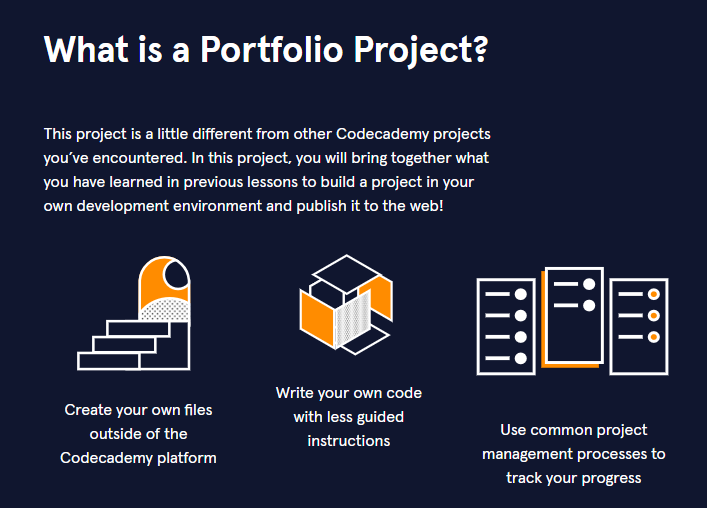 What is a Portfolio Project?
This project is a little different from other Codecademy projects
you’ve encountered. In this project, you will bring together what
you have learned in previous lessons to build a project in your
own development environment and publish it to the web!
Create your own files
outside of the
Codecademy platform
Write your own code
with less guided
instructions
Use common project
management processes to
track your progress